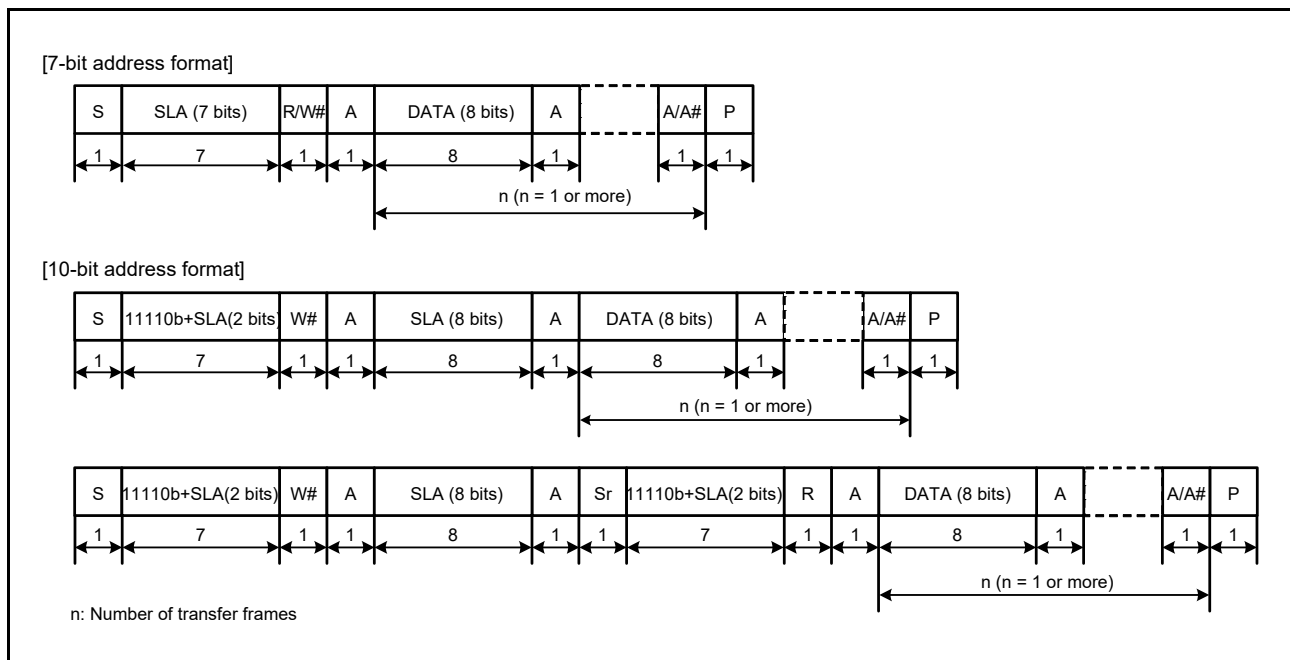 [7-bit address format]
S SLA (7 bits) R/W# A DATA (8 bits) A A/A# P
1 7 1 1 8 1 1 1
n (n = 1 or more)
[10-bit address format]
S 11110b+SLA(2 bits) W# A SLA (8 bits) A DATA (8 bits) A A/A# P
1 7 1 1 8 1 8 1 1 1
n (n = 1 or more)
S 11110b+SLA(2 bits) W# A SLA (8 bits) A Sr 11110b+SLA(2 bits) R A DATA (8 bits) A A/A# P
1 7 1 1 8 1 1 7 1 1 8 1 1 1
n (n = 1 or more)
n: Number of transfer frames